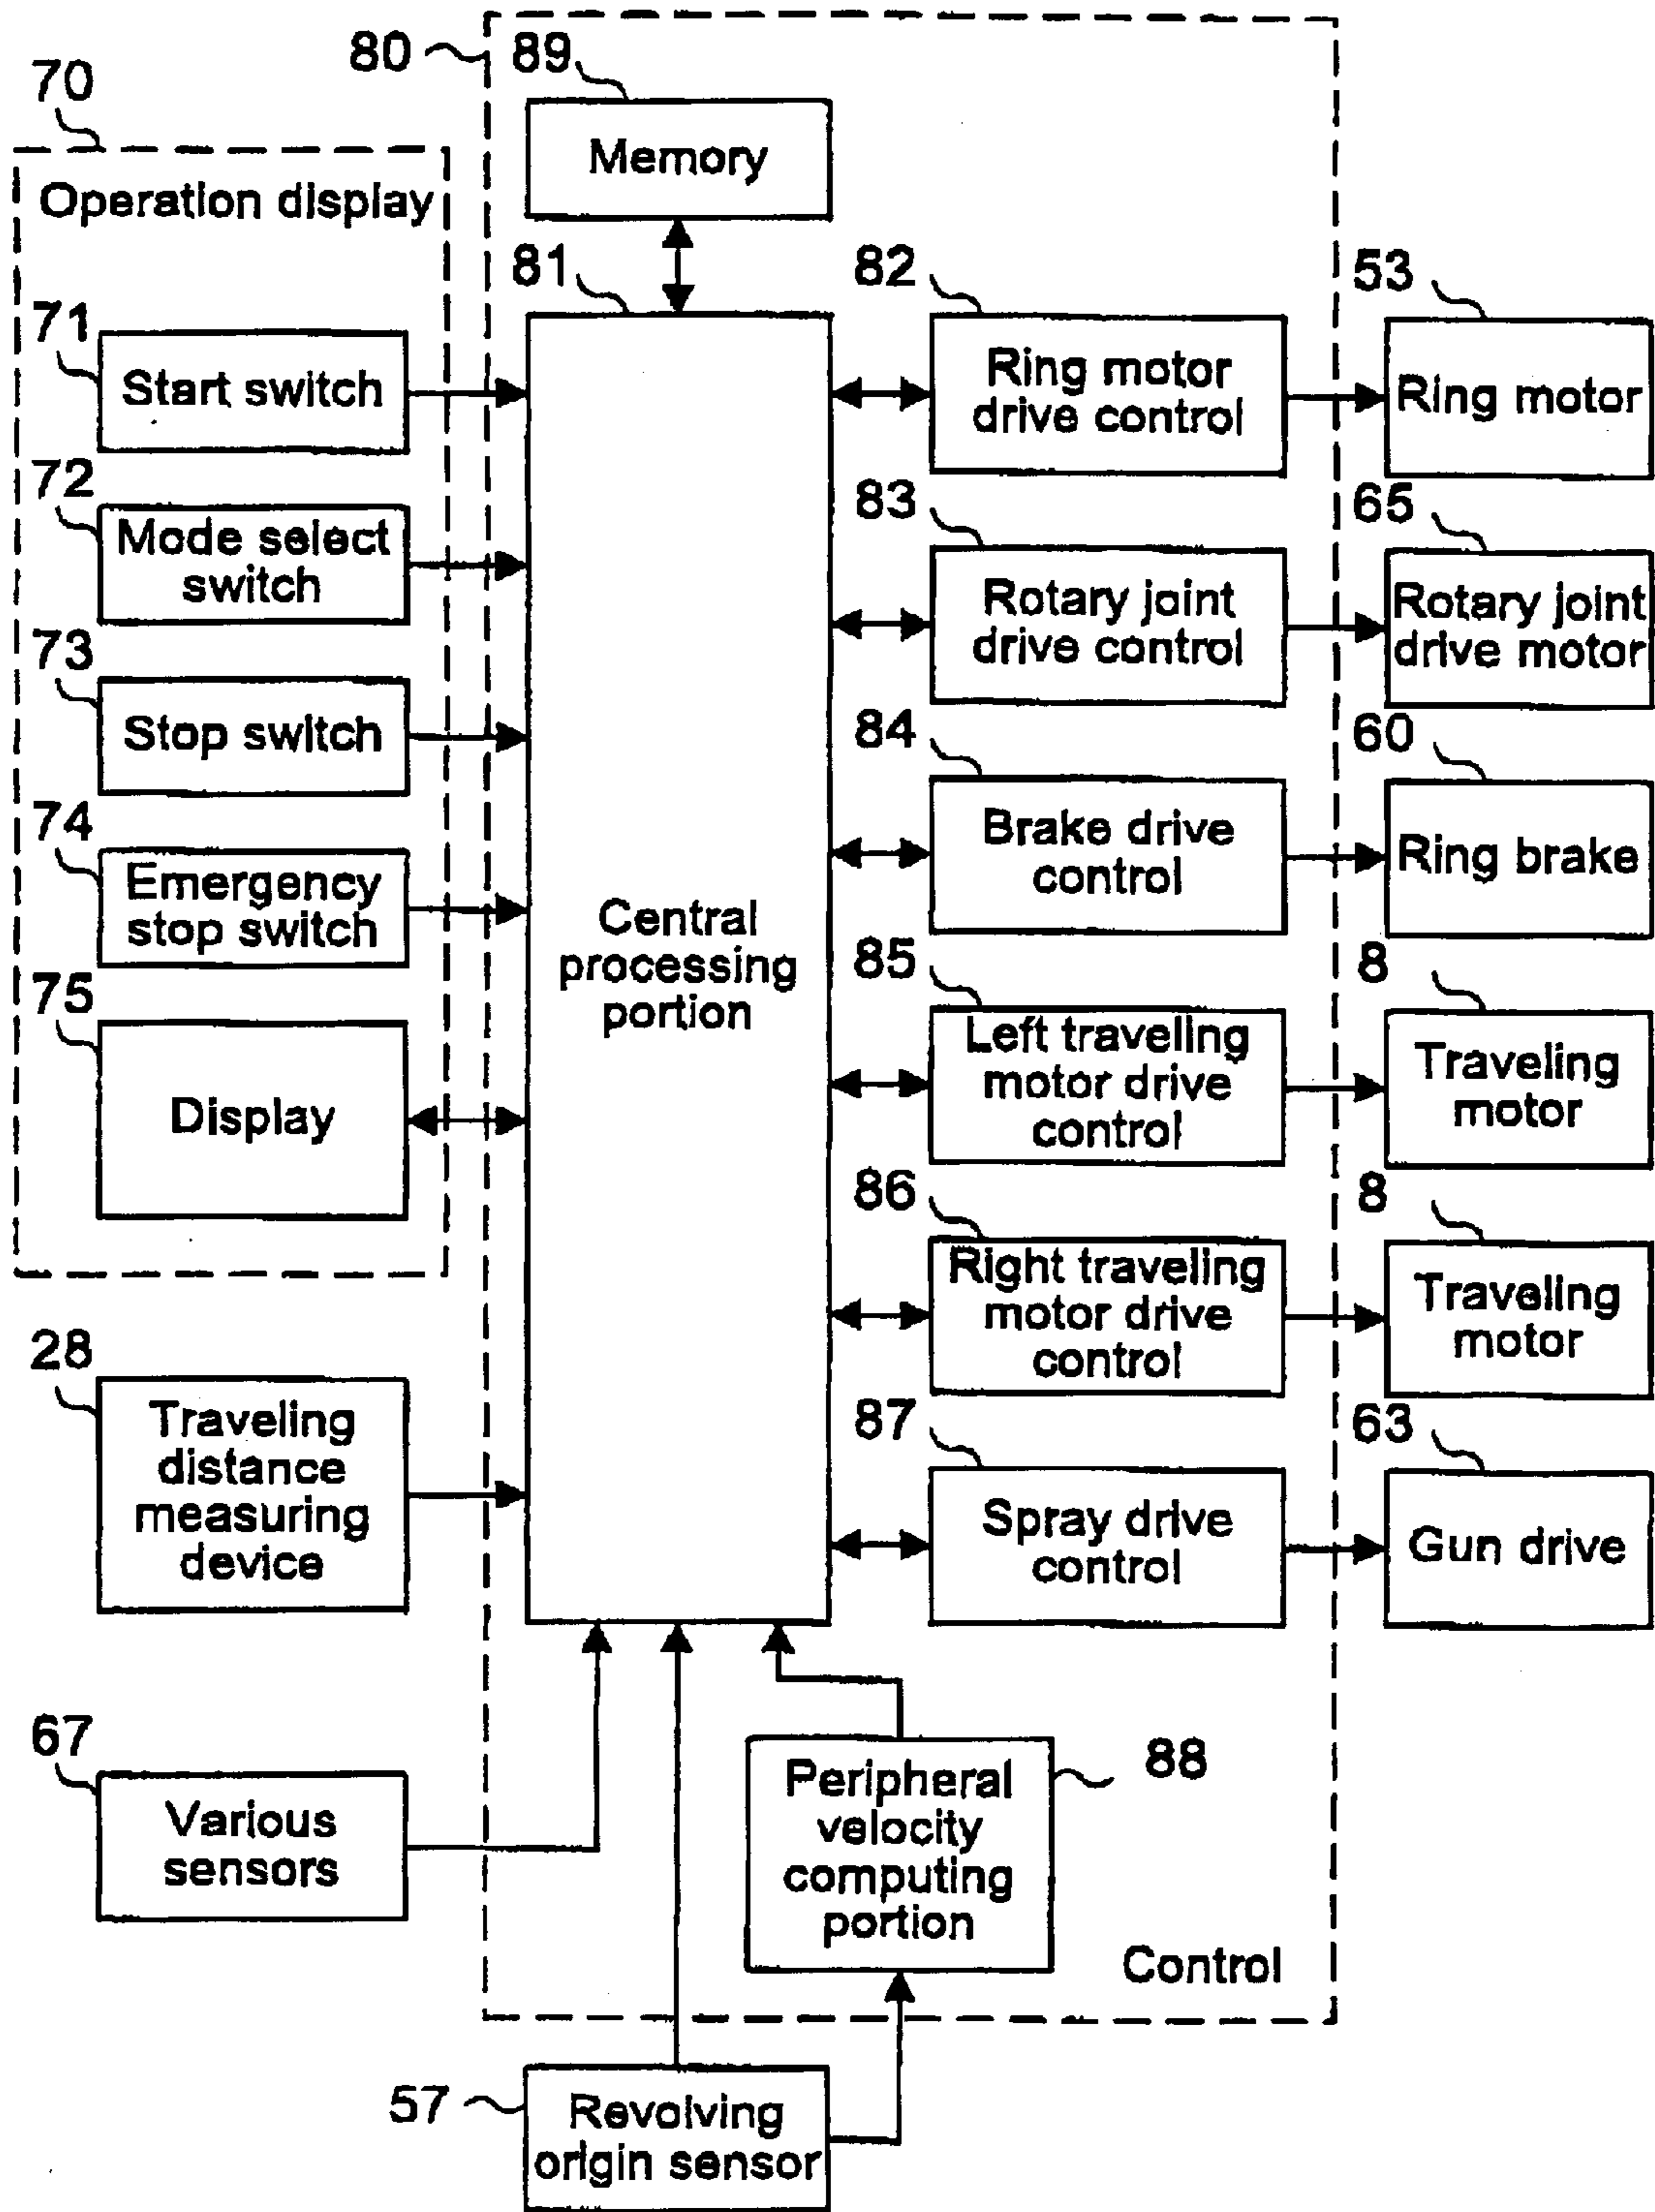 80
89
70
Memory
Operation display
81
82
53
71
Start switch
Ring motor
drive control
Ring motor
72
Mode select
switch
83
65
Rotary joint
drive control
Rotary joint
drive motor
73
Stop switch
84
60
74
Emergency
stop switch
Brake drive
control
Ring brake
Central
processing
portion
75
Display
85
8
Left traveling
motor drive
control
Traveling
motor
86
8
Right traveling
motor drive
control
Traveling
motor
28
Traveling
distance
measuring
device
87
63
Spray drive
control
Gun drive
67
Various
sensors
88
Peripheral
velocity
computing
portion
Control
57
Revolving
origin sensor